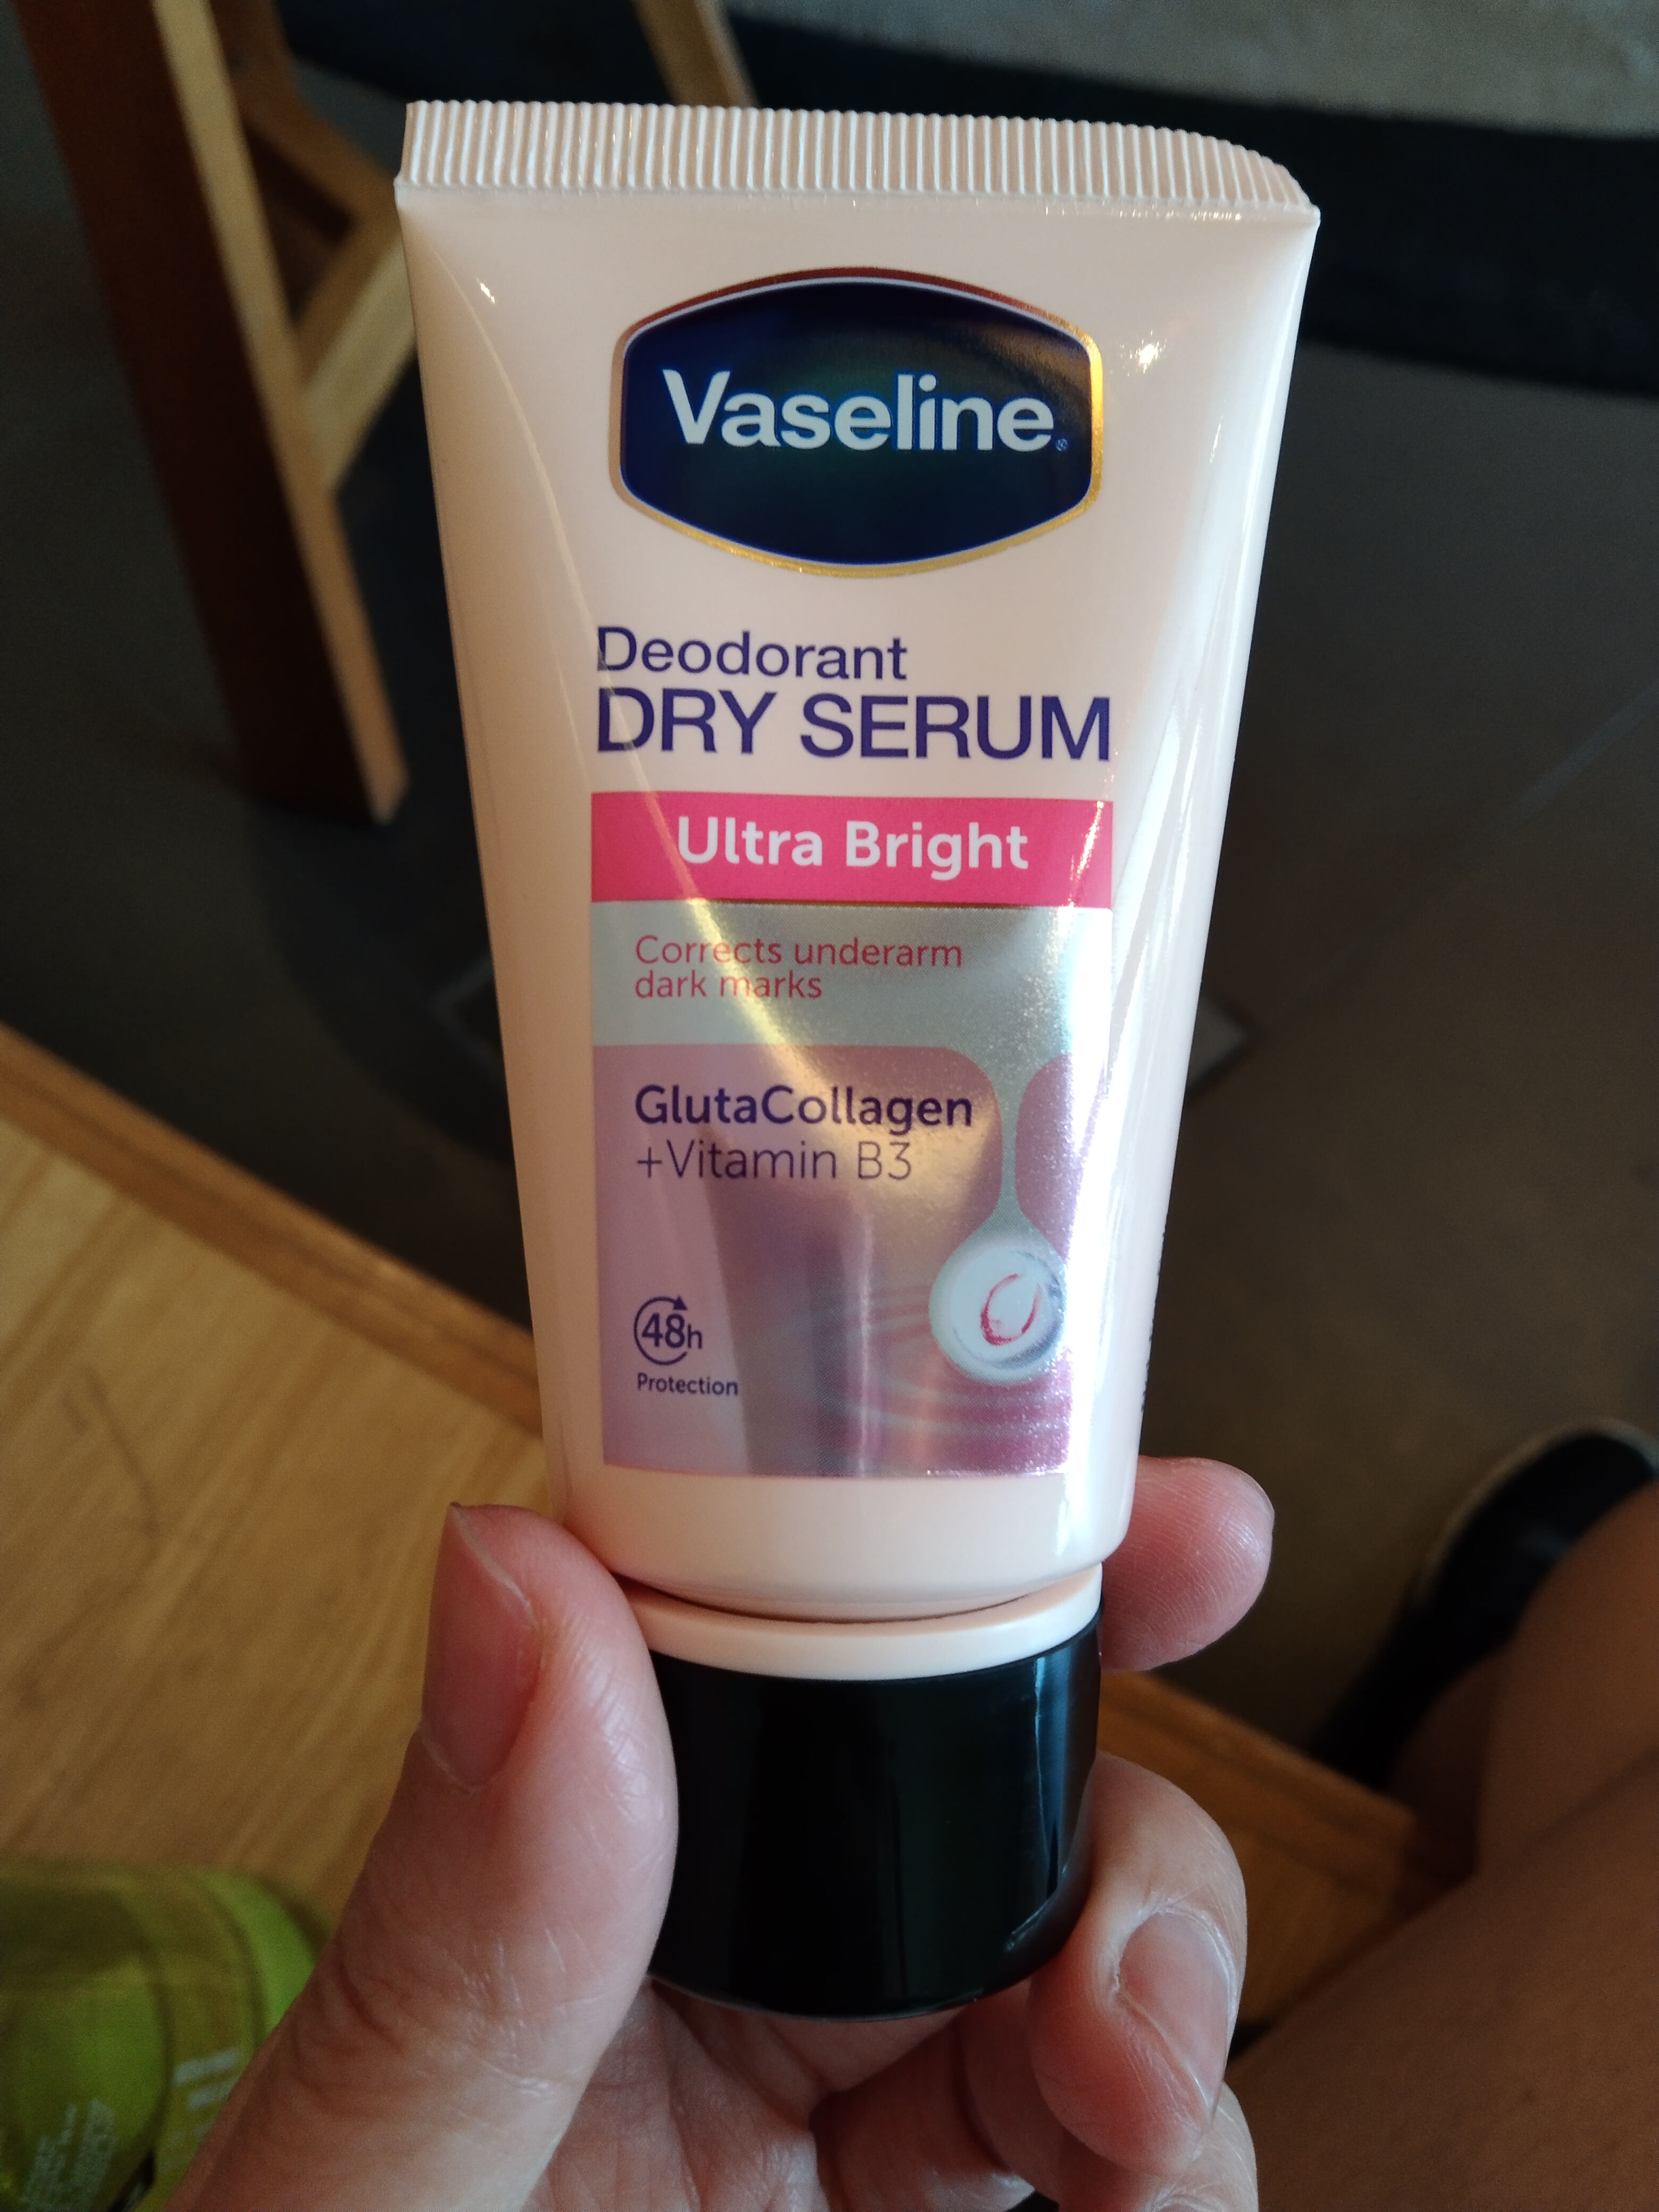 Vaseline®
Deodorant
DRY SERUM
Ultra Bright
Corrects underarm
dark marks
GlutaCollagen
+Vitamin B3
48h
Protection